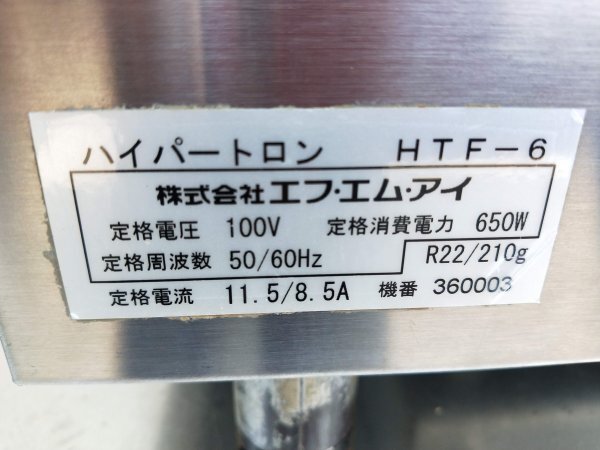 ハイパートロン HTF-6
株式会社エフ・エム・アイ
定格電圧 100V 定格消費電力 650W
定格周波数 50/60Hz R22/210g
定格電流 11.5/8.5A 機番 360003